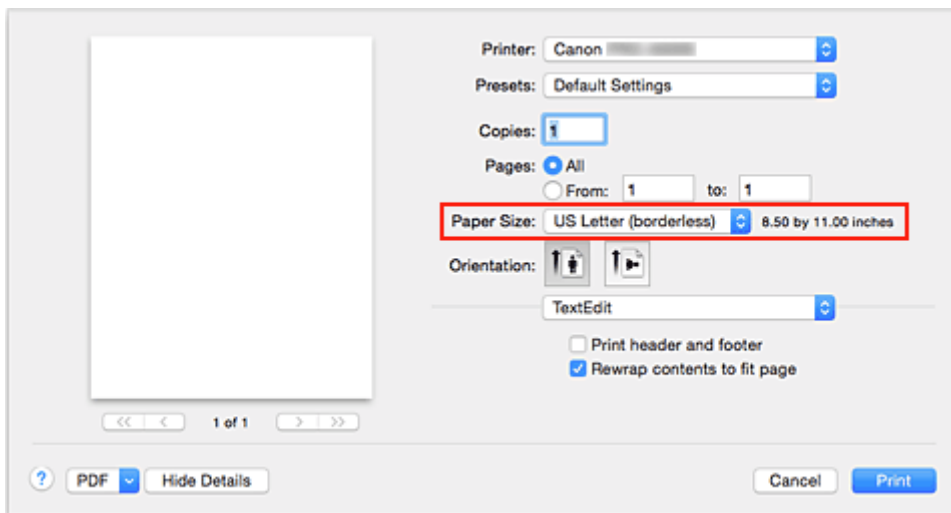 Printer: Canon
Presets: Default Settings
Copies: 1
Pages: All
From: 1 to: 1
Paper Size: US Letter (borderless) 8.50 by 11.00 inches
Orientation:
TextEdit
Print header and footer
Rewrap contents to fit page
<< < 1 of 1 > >>
? PDF Hide Details Cancel Print